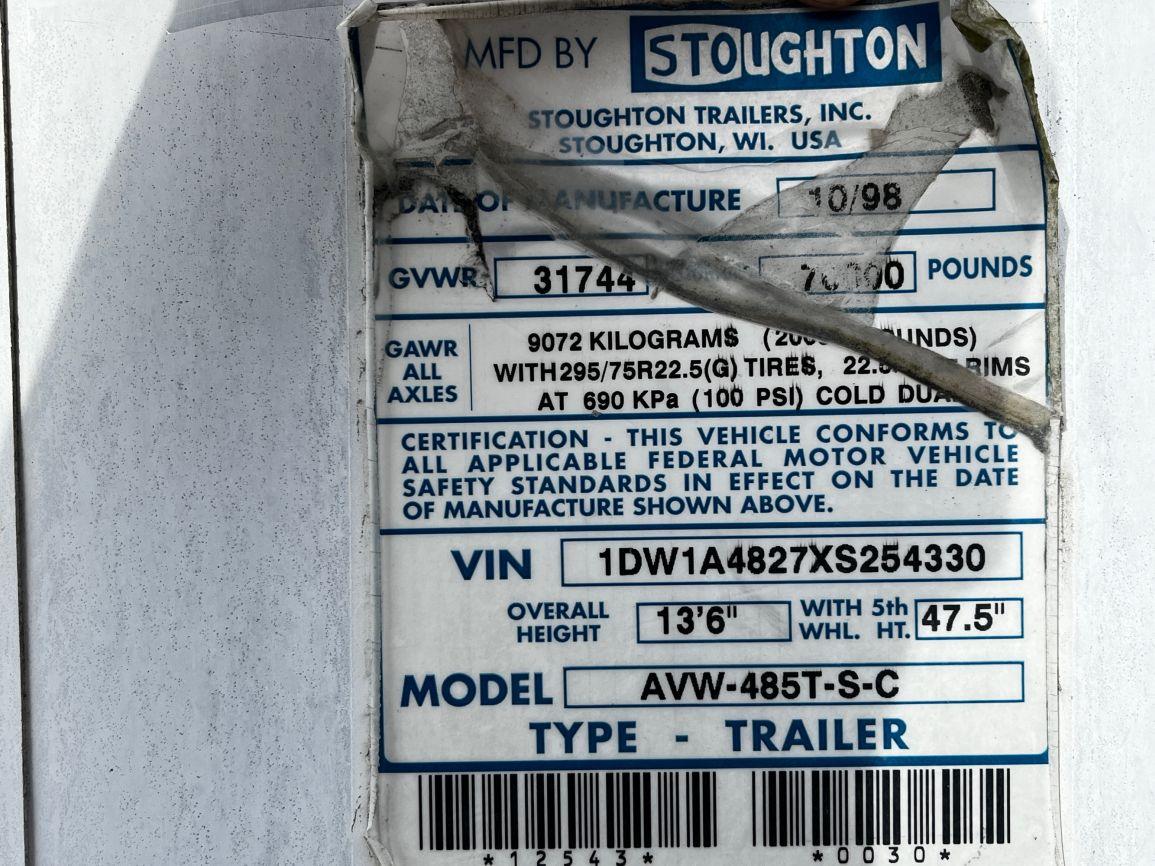 MFD BY STOUGHTON
STOUGHTON TRAILERS, INC.
STOUGHTON, WI. USA
DATE OF MANUFACTURE 10/98
GVWR 31744 POUNDS
GAWR ALL AXLES
9072 KILOGRAMS
WITH 295/75R22.5(G) TIRES, RIMS
AT 690 KPa (100 PSI) COLD
CERTIFICATION - THIS VEHICLE CONFORMS TO
ALL APPLICABLE FEDERAL MOTOR VEHICLE
SAFETY STANDARDS IN EFFECT ON THE DATE
OF MANUFACTURE SHOWN ABOVE.
VIN 1DW1A4827XS254330
OVERALL HEIGHT 13'6" WITH 5th WHL. HT. 47.5"
MODEL AVW-485T-S-C
TYPE - TRAILER
*12543* *0030*